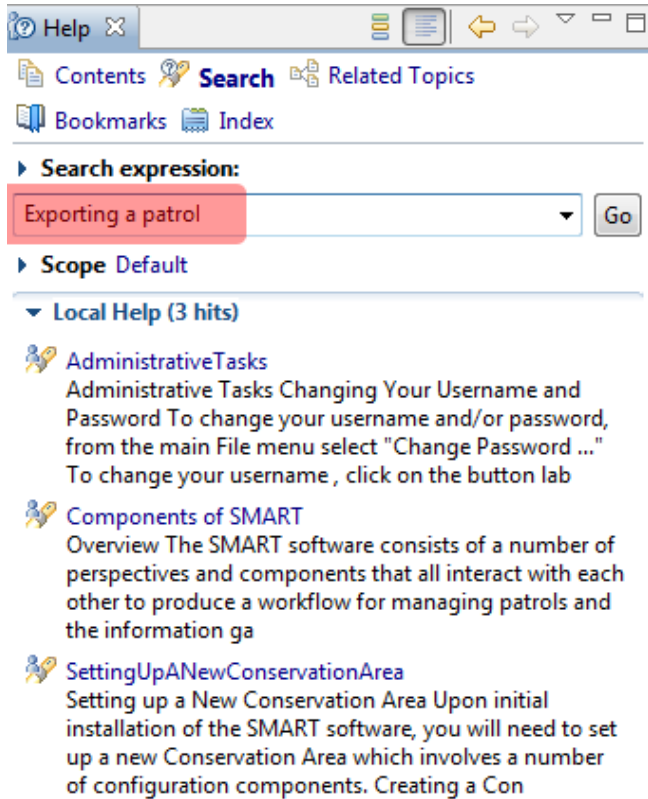 Help
Contents Search Related Topics
Bookmarks Index
Search expression:
Exporting a patrol Go
Scope Default
Local Help (3 hits)
AdministrativeTasks
Administrative Tasks Changing Your Username and
Password To change your username and/or password,
from the main File menu select "Change Password ..."
To change your username , click on the button lab
Components of SMART
Overview The SMART software consists of a number of
perspectives and components that all interact with each
other to produce a workflow for managing patrols and
the information ga
SettingUpANewConservationArea
Setting up a New Conservation Area Upon initial
installation of the SMART software, you will need to set
up a new Conservation Area which involves a number
of configuration components. Creating a Con